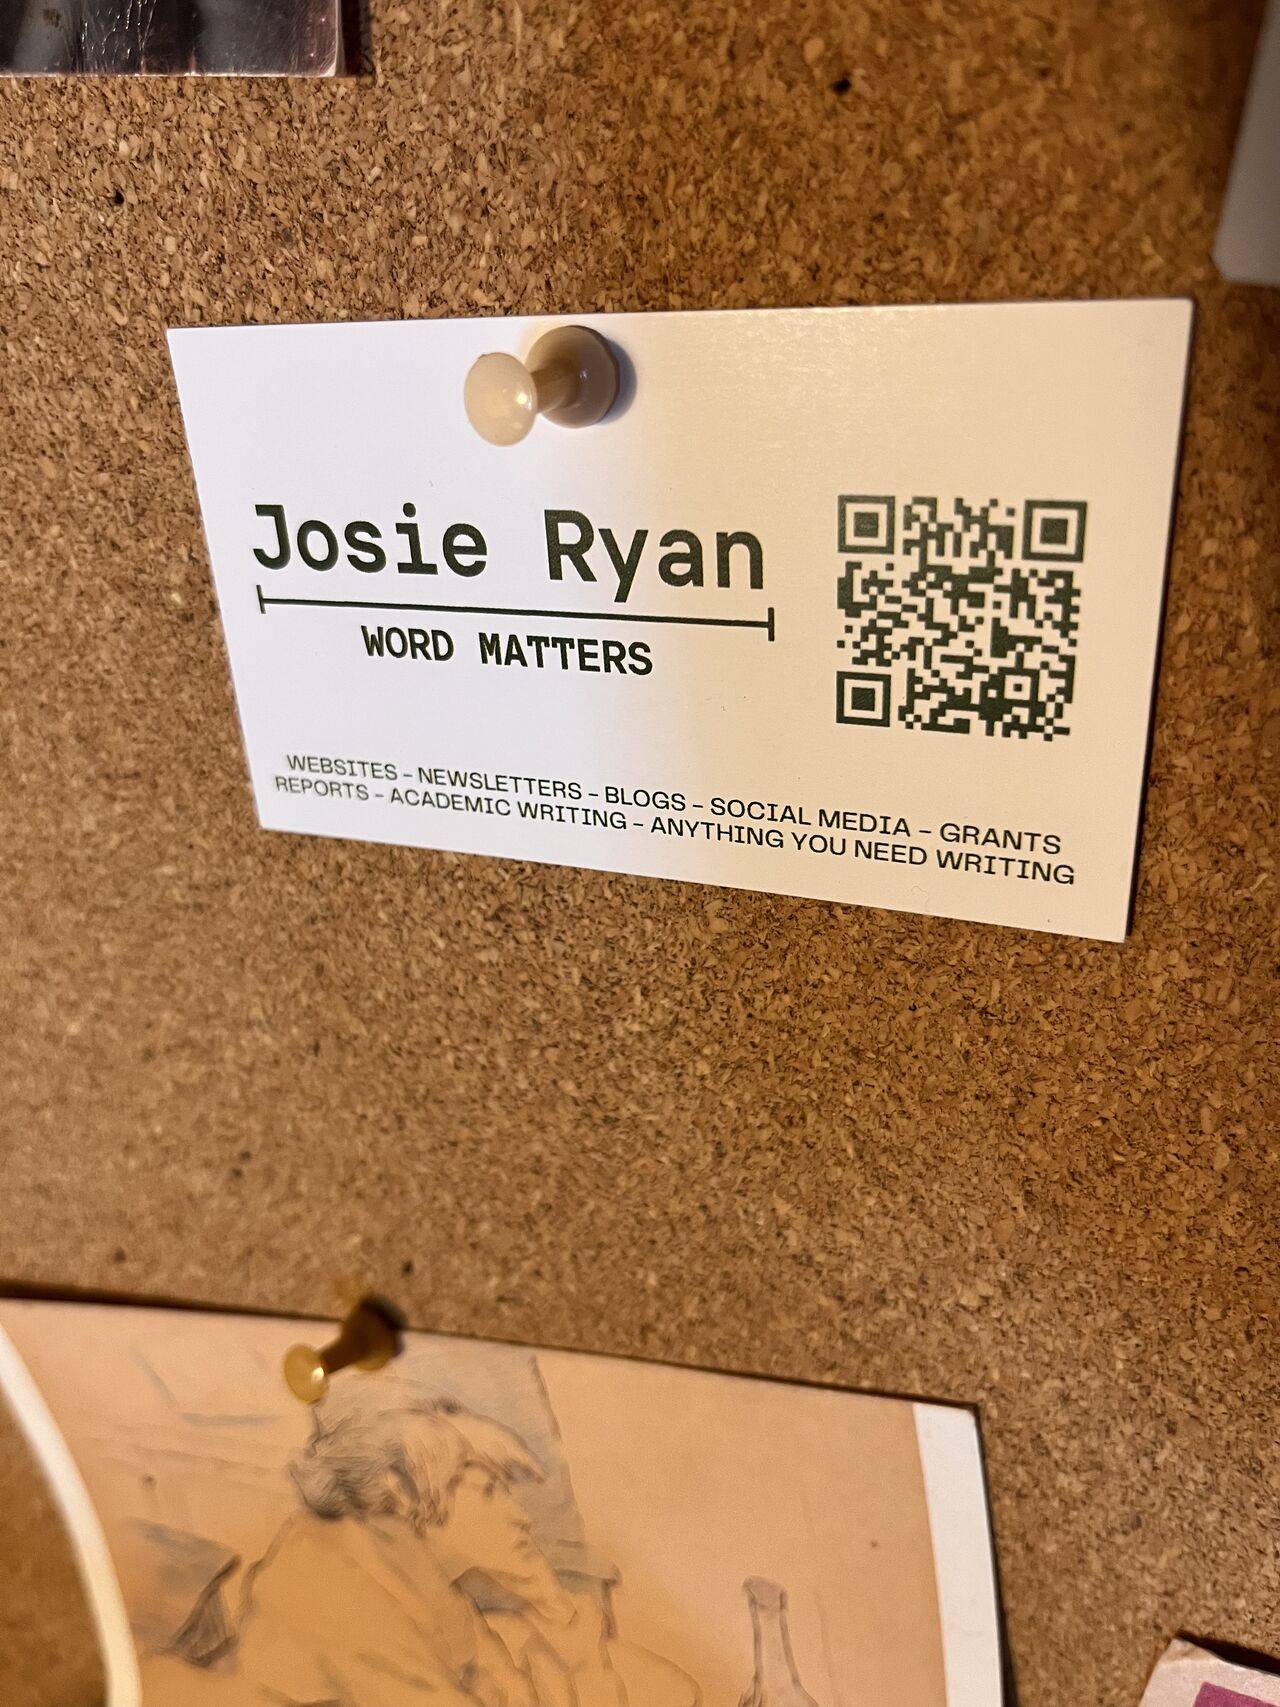 Josie Ryan
WORD MATTERS
WEBSITES – NEWSLETTERS – BLOGS – SOCIAL MEDIA – GRANTS
REPORTS – ACADEMIC WRITING – ANYTHING YOU NEED WRITING